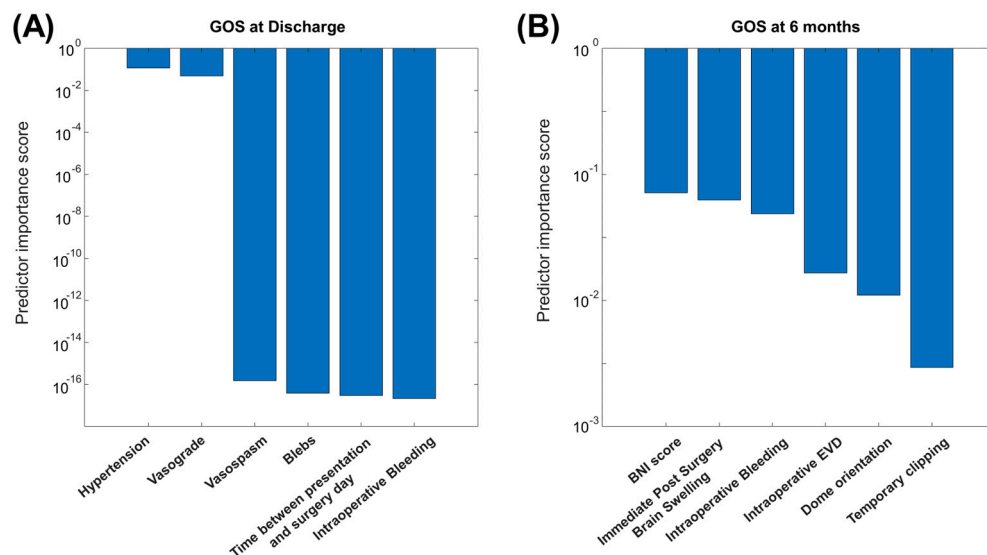 (A)
GOS at Discharge
Predictor importance score
10^0
10^-2
10^-4
10^-6
10^-8
10^-10
10^-12
10^-14
10^-16
Hypertension
Vasograde
Vasospasm
Blebs
Time between presentation
and surgery day
Intraoperative Bleeding
(B)
GOS at 6 months
Predictor importance score
10^0
10^-1
10^-2
10^-3
BNI score
Immediate Post Surgery
Brain Swelling
Intraoperative Bleeding
Intraoperative EVD
Dome orientation
Temporary clipping